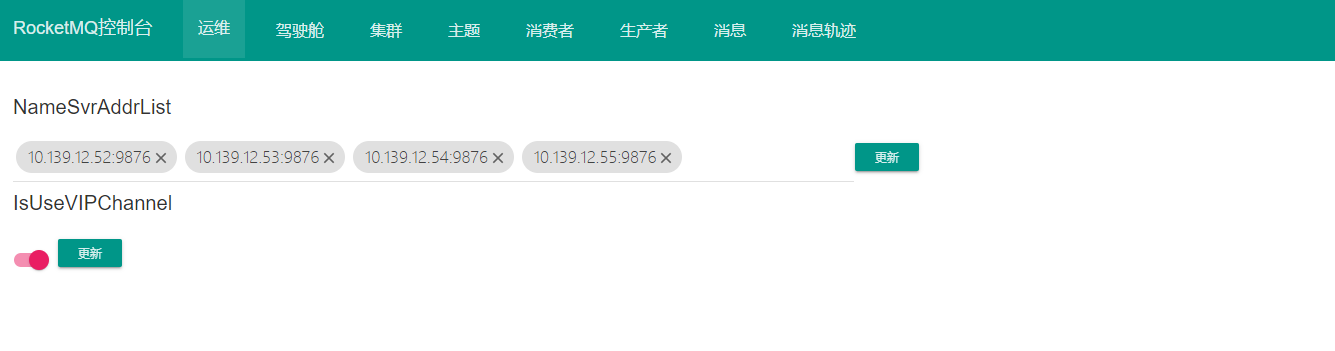 RocketMQ控制台 运维 驾驶舱 集群 主题 消费者 生产者 消息 消息轨迹
NameSvrAddrList
10.139.12.52:9876 10.139.12.53:9876 10.139.12.54:9876 10.139.12.55:9876 更新
IsUseVIPChannel
更新